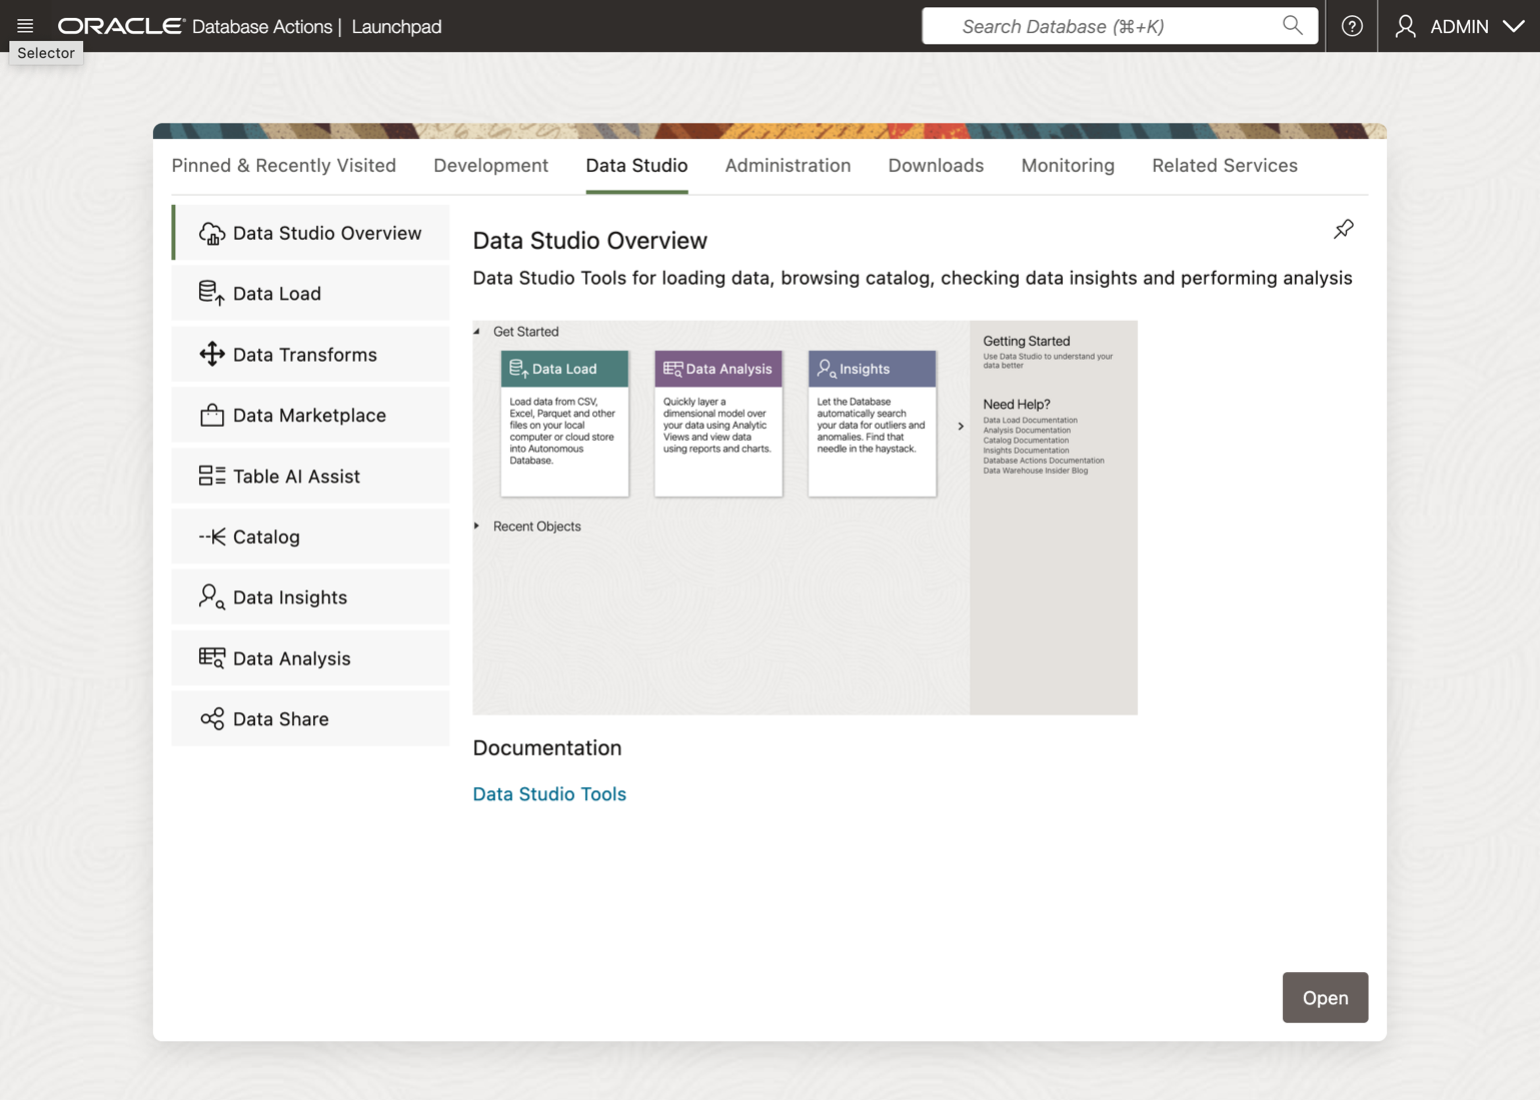 ORACLE® Database Actions | Launchpad
Search Database (⌘+K)
ADMIN
Selector
Pinned & Recently Visited
Development
Data Studio
Administration
Downloads
Monitoring
Related Services
Data Studio Overview
Data Load
Data Transforms
Data Marketplace
Table AI Assist
Catalog
Data Insights
Data Analysis
Data Share
Data Studio Overview
Data Studio Tools for loading data, browsing catalog, checking data insights and performing analysis
Get Started
Data Load
Load data from CSV,
Excel, Parquet and other
files on your local
computer or cloud store
into Autonomous
Database.
Data Analysis
Quickly layer a
dimensional model over
your data using Analytic
Views and view data
using reports and charts.
Insights
Let the Database
automatically search
your data for outliers and
anomalies. Find that
needle in the haystack.
Recent Objects
Getting Started
Use Data Studio to understand your
data better
Need Help?
Data Load Documentation
Analysis Documentation
Catalog Documentation
Insights Documentation
Database Actions Documentation
Data Warehouse Insider Blog
Documentation
Data Studio Tools
Open